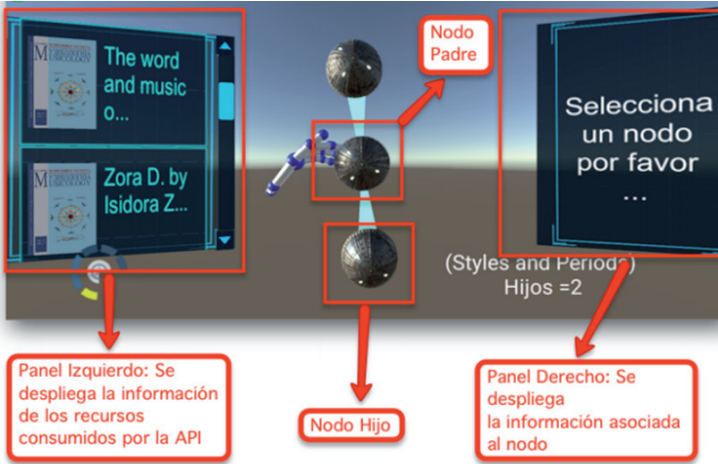 Nodo
Padre
The word
and music
o...
Zora D. by
Isidora Z...
Selecciona
un nodo
por favor
...
(Styles and Periods)
Hijos =2
Panel Izquierdo: Se
despliega la información
de los recursos
consumidos por la API
Nodo Hijo
Panel Derecho: Se
despliega
la información asociada
al nodo